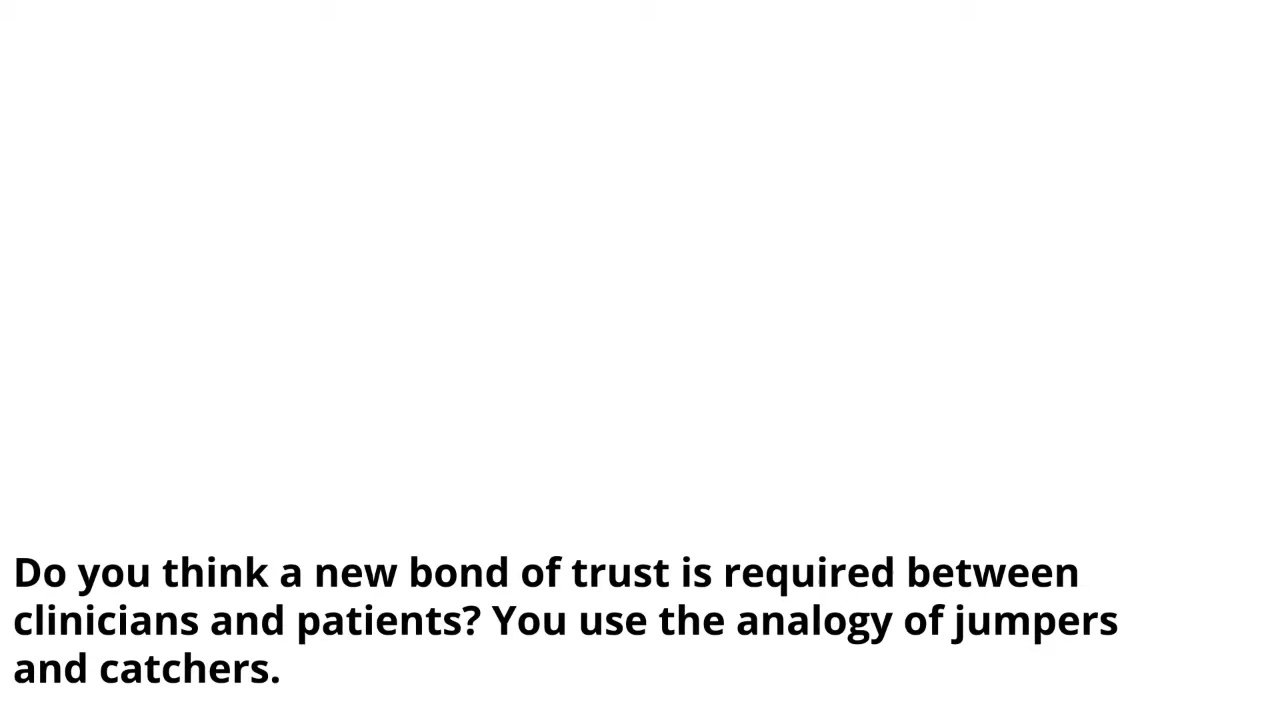 Do you think a new bond of trust is required between
clinicians and patients? You use the analogy of jumpers
and catchers.